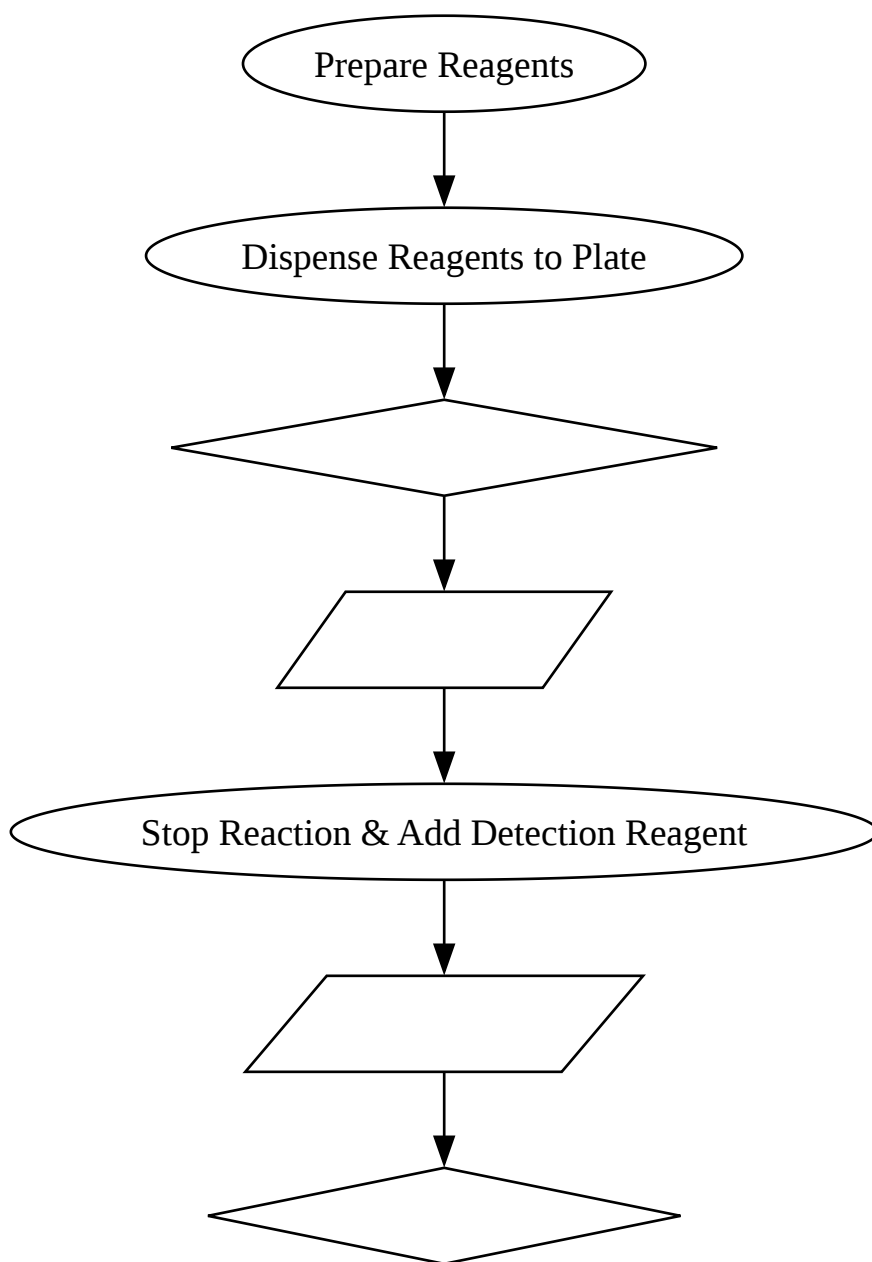 Prepare Reagents
Dispense Reagents to Plate
Stop Reaction & Add Detection Reagent